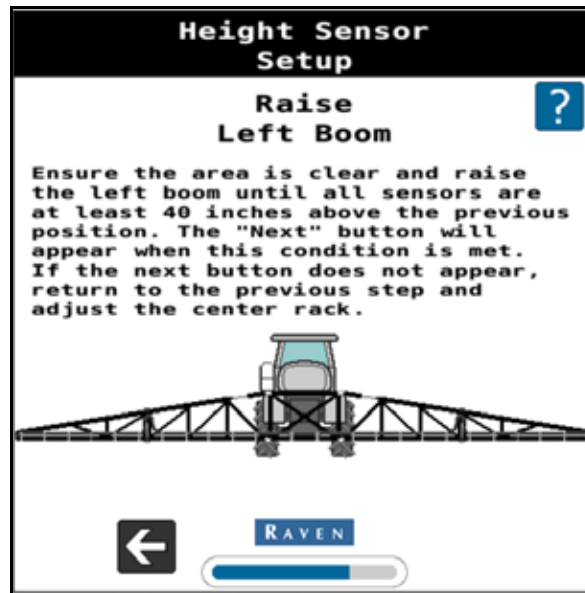 Height Sensor
Setup
Raise
Left Boom
?
Ensure the area is clear and raise
the left boom until all sensors are
at least 40 inches above the previous
position. The "Next" button will
appear when this condition is met.
If the next button does not appear,
return to the previous step and
adjust the center rack.
RAVEN